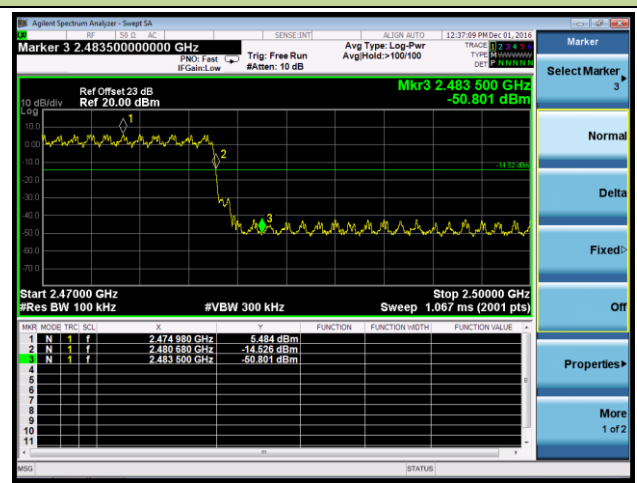 Agilent Spectrum Analyzer - Swept SA
RF 50 Ω AC SENSE:INT ALIGN AUTO 12:37:09 PM Dec 01, 2016
Marker 3 2.483500000000 GHz
PNO: Fast
IFGain:Low
Trig: Free Run
#Atten: 10 dB
Avg Type: Log-Pwr
Avg|Hold:>100/100
TRACE 1 2 3 4 5 6
TYPE M
DET P N N N N N
Ref Offset 23 dB
10 dB/div Ref 20.00 dBm
Log
Mkr3 2.483 500 GHz
-50.801 dBm
10.0
0.00
-10.0
-20.0
-30.0
-40.0
-50.0
-60.0
-70.0
1
2
3
-14.52 dBm
Start 2.47000 GHz Stop 2.50000 GHz
#Res BW 100 kHz #VBW 300 kHz Sweep 1.067 ms (2001 pts)
MKR MODE TRC SCL X Y FUNCTION FUNCTION WIDTH FUNCTION VALUE
1 N 1 f 2.474 980 GHz 5.484 dBm
2 N 1 f 2.480 680 GHz -14.526 dBm
3 N 1 f 2.483 500 GHz -50.801 dBm
4
5
6
7
8
9
10
11
MSG STATUS
Marker
Select Marker
3
Normal
Delta
Fixed
Off
Properties
More
1 of 2